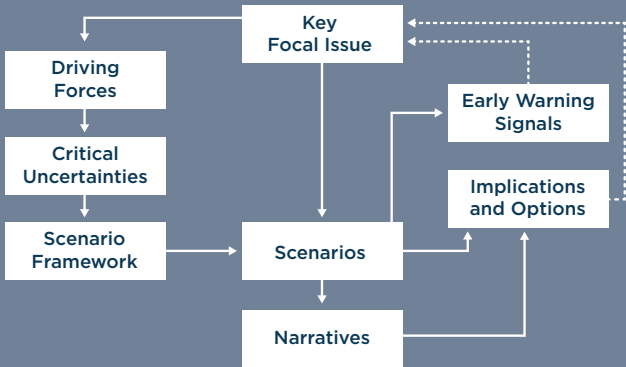 Key
Focal Issue
Driving
Forces
Early Warning
Signals
Critical
Uncertainties
Implications
and Options
Scenario
Framework
Scenarios
Narratives